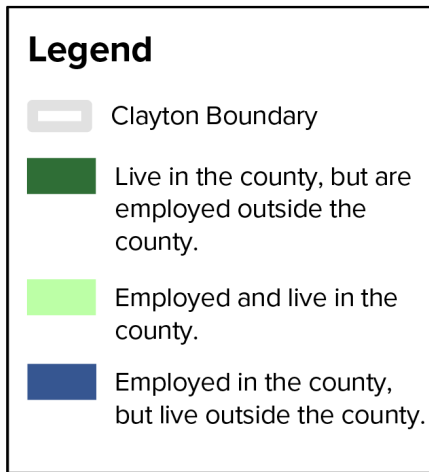 Legend
Clayton Boundary
Live in the county, but are
employed outside the
county.
Employed and live in the
county.
Employed in the county,
but live outside the county.